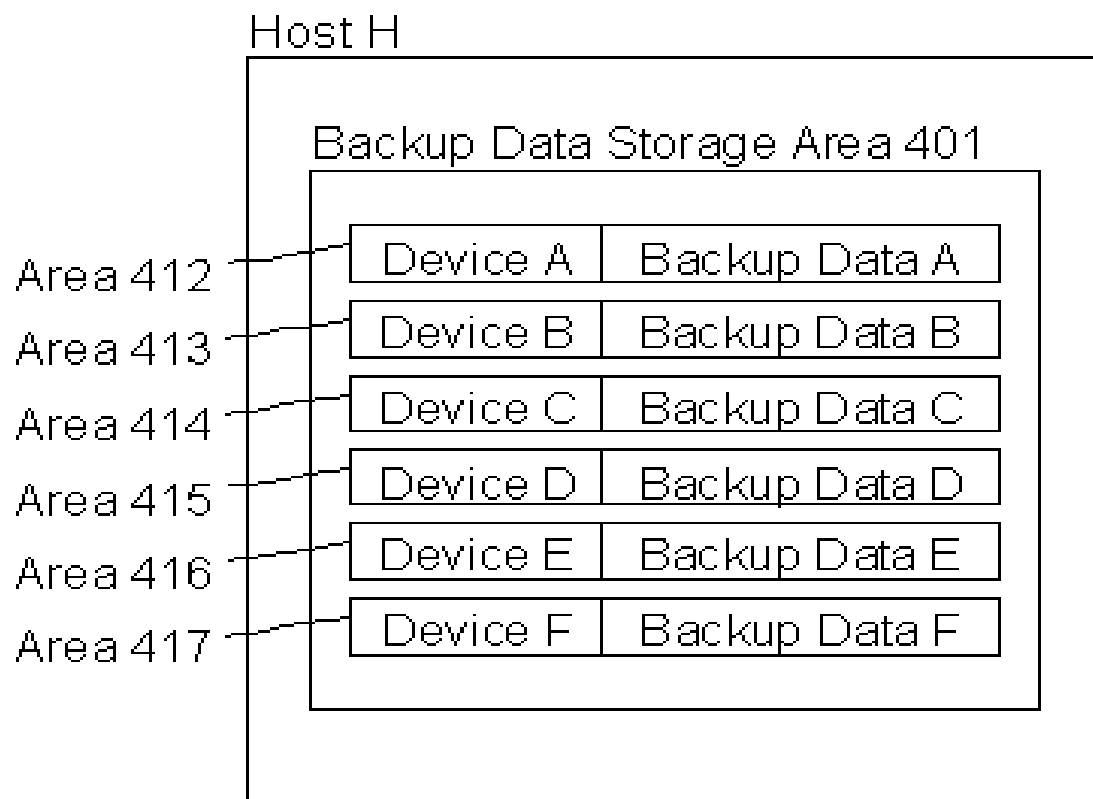 Host H
Backup Data Storage Area 401
Area 412 Device A Backup Data A
Area 413 Device B Backup Data B
Area 414 Device C Backup Data C
Area 415 Device D Backup Data D
Area 416 Device E Backup Data E
Area 417 Device F Backup Data F